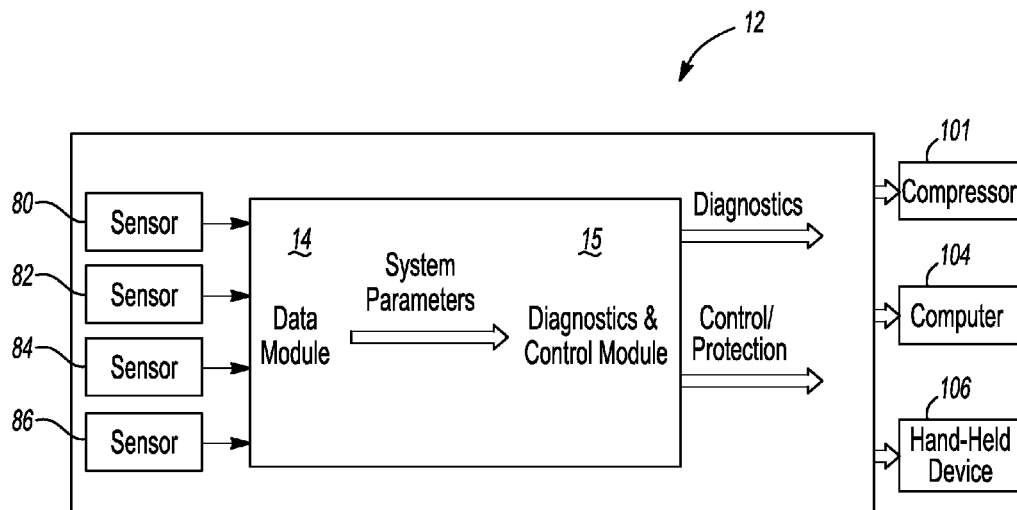 12
80
Sensor
82
Sensor
84
Sensor
86
Sensor
14
Data
Module
System
Parameters
15
Diagnostics &
Control Module
Diagnostics
Control/
Protection
101
Compressor
104
Computer
106
Hand-Held
Device